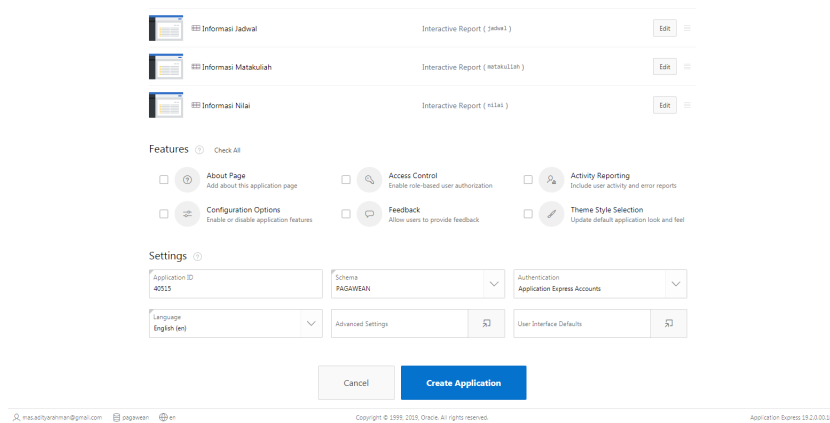 Informasi Jadwal Interactive Report ( jadwal ) Edit
Informasi Matakuliah Interactive Report ( matakuliah ) Edit
Informasi Nilai Interactive Report ( nilai ) Edit
Features Check All
About Page
Add about this application page
Access Control
Enable role-based user authorization
Activity Reporting
Include user activity and error reports
Configuration Options
Enable or disable application features
Feedback
Allow users to provide feedback
Theme Style Selection
Update default application look and feel
Settings
Application ID
40515
Schema
PAGAWEAN
Authentication
Application Express Accounts
Language
English (en)
Advanced Settings
User Interface Defaults
Cancel
Create Application
mas.adityarahman@gmail.com pagawean en
Copyright © 1999, 2019, Oracle. All rights reserved.
Application Express 19.2.0.00.1